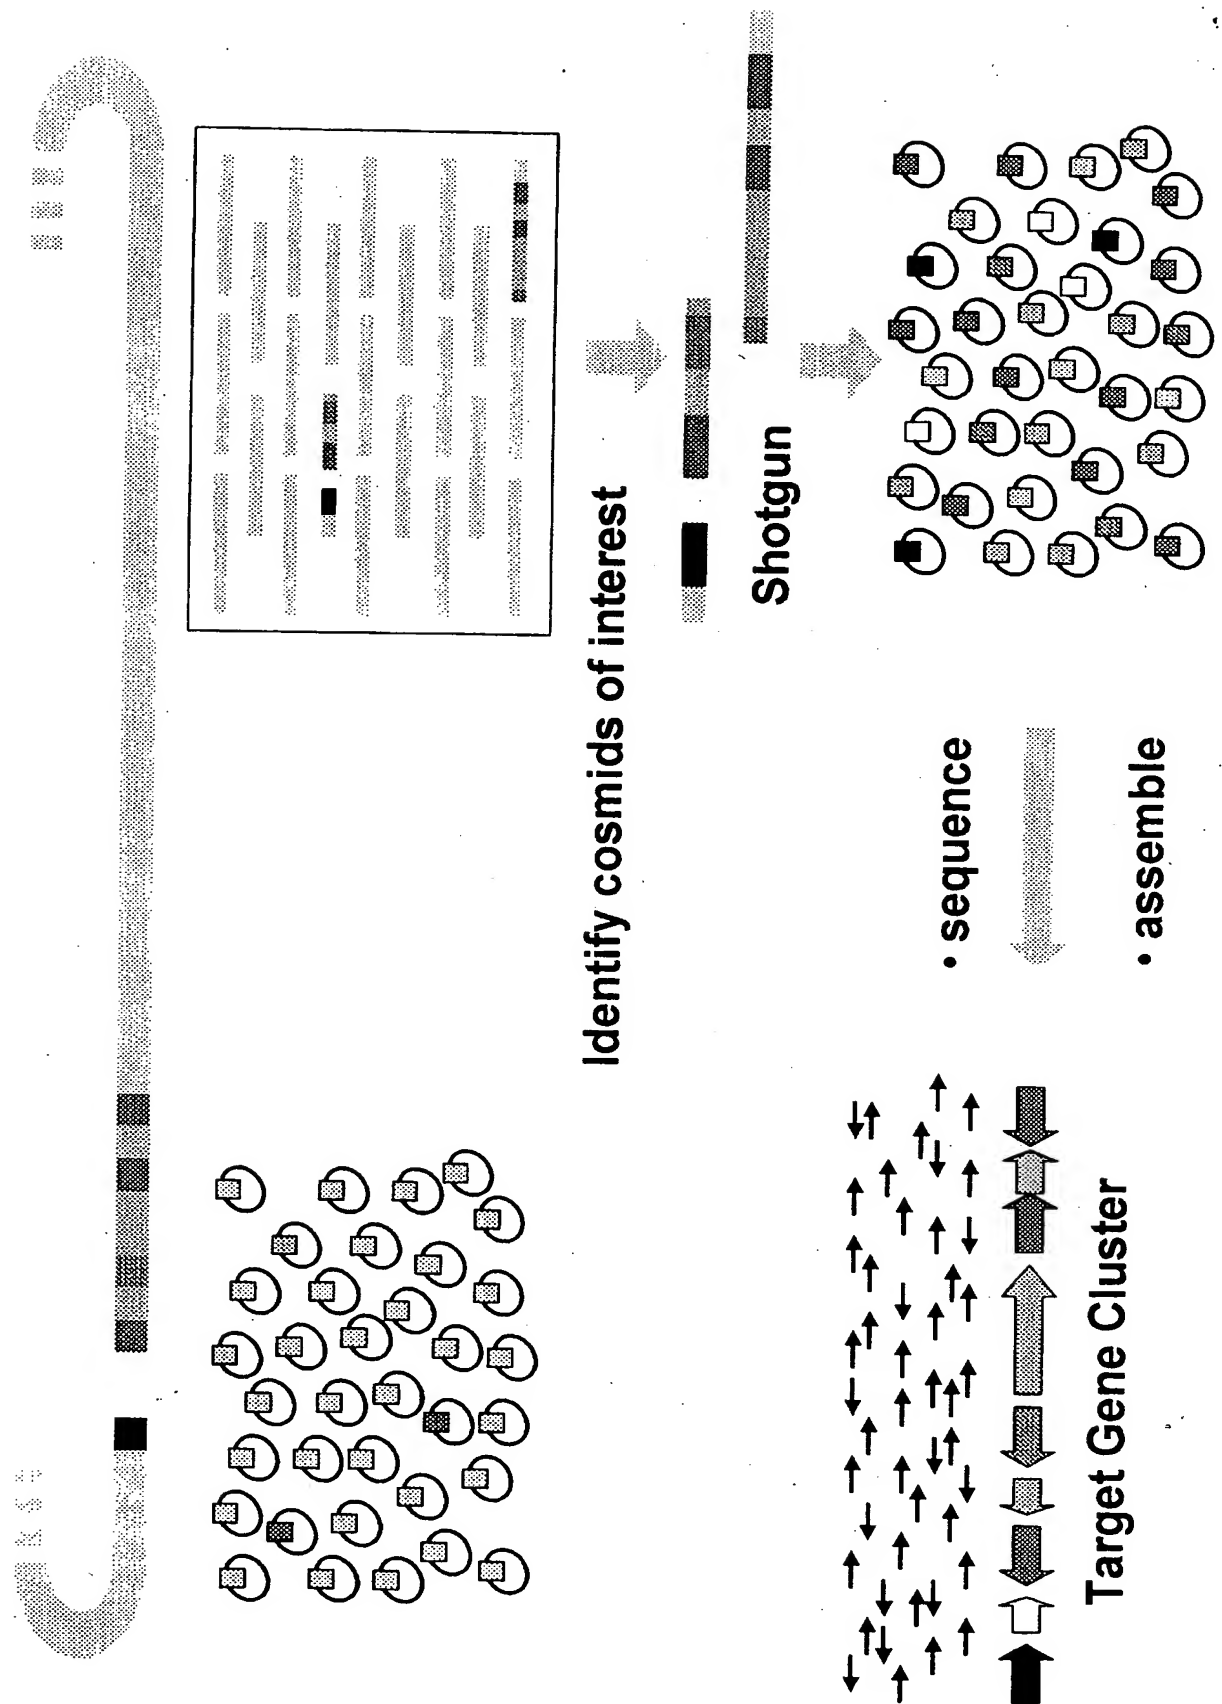 Identify cosmids of interest
Shotgun
• sequence
• assemble
Target Gene Cluster